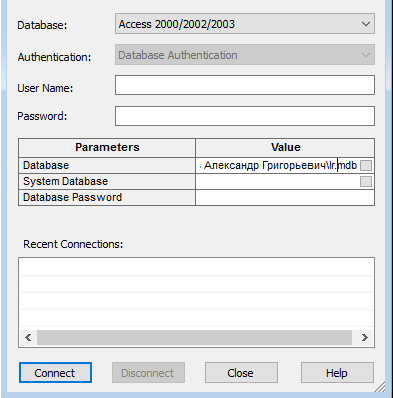 Database: Access 2000/2002/2003
Authentication: Database Authentication
User Name:
Password:
Parameters Value
Database Александр Григорьевич\lr.mdb
System Database
Database Password
Recent Connections:
Connect Disconnect Close Help